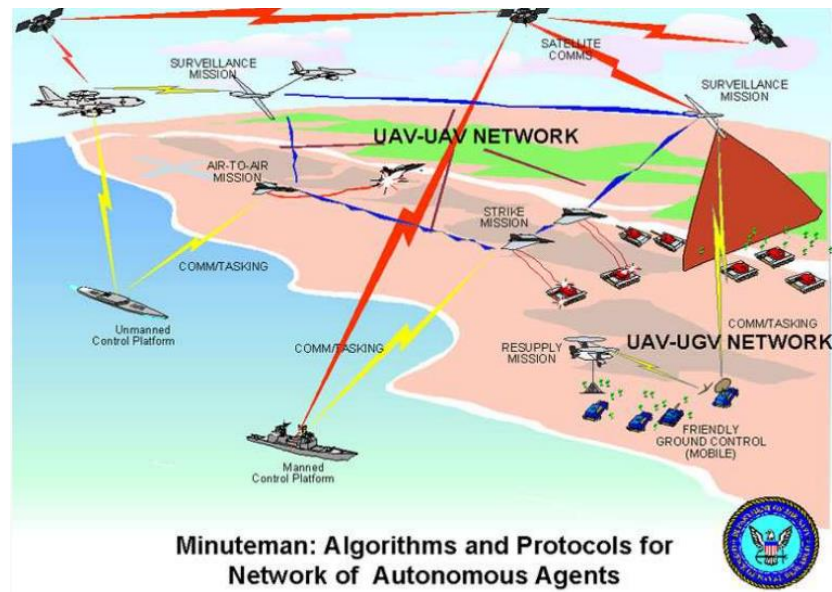 SATELLITE
COMMS
SURVEILLANCE
MISSION
SURVEILLANCE
MISSION
UAV-UAV NETWORK
AIR-TO-AIR
MISSION
STRIKE
MISSION
COMM/TASKING
Unmanned
Control Platform
COMM/TASKING
COMM/TASKING
RESUPPLY
MISSION
UAV-UGV NETWORK
FRIENDLY
GROUND CONTROL
(MOBILE)
Manned
Control Platform
Minuteman: Algorithms and Protocols for
Network of Autonomous Agents